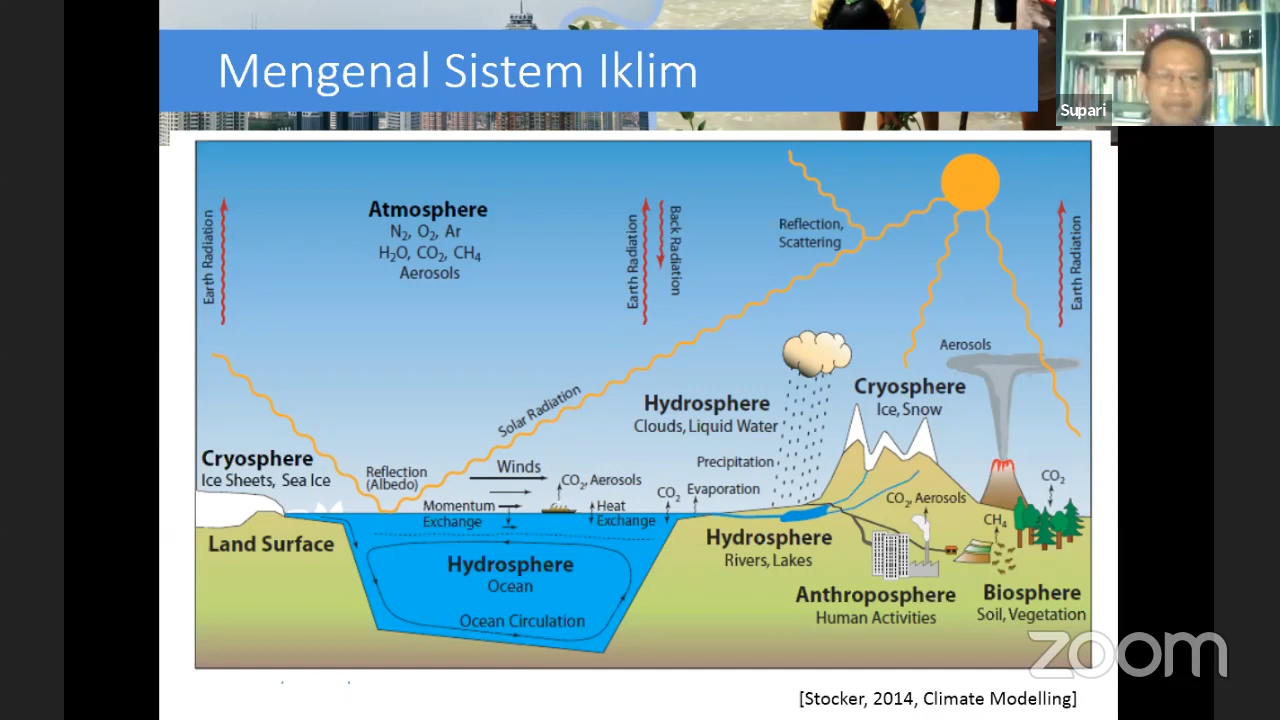 Mengenal Sistem Iklim
Supari
Earth Radiation
Atmosphere
N₂, O₂, Ar
H₂O, CO₂, CH₄
Aerosols
Earth Radiation
Back Radiation
Reflection,
Scattering
Earth Radiation
Aerosols
Solar Radiation
Hydrosphere
Clouds, Liquid Water
Cryosphere
Ice, Snow
Cryosphere
Ice Sheets, Sea Ice
Reflection
(Albedo)
Winds
CO₂, Aerosols
Precipitation
Momentum
Exchange
Heat
Exchange
CO₂
Evaporation
CO₂, Aerosols
CO₂
CH₄
Land Surface
Hydrosphere
Ocean
Ocean Circulation
Hydrosphere
Rivers, Lakes
Anthroposphere
Human Activities
Biosphere
Soil, Vegetation
zoom
[Stocker, 2014, Climate Modelling]